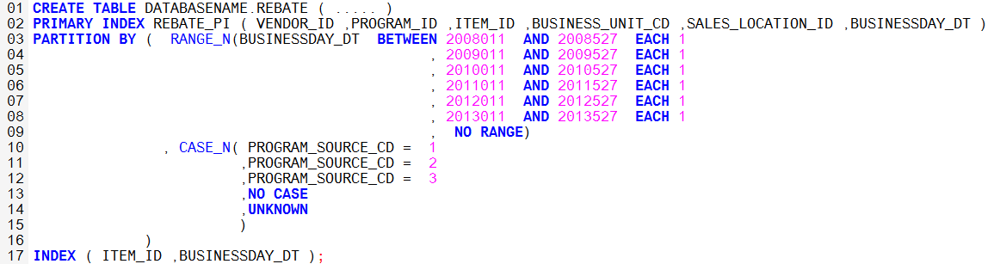 01 CREATE TABLE DATABASENAME.REBATE ( ..... )
02 PRIMARY INDEX REBATE_PI ( VENDOR_ID ,PROGRAM_ID ,ITEM_ID ,BUSINESS_UNIT_CD ,SALES_LOCATION_ID ,BUSINESSDAY_DT )
03 PARTITION BY ( RANGE_N(BUSINESSDAY_DT BETWEEN 2008011 AND 2008527 EACH 1
04 , 2009011 AND 2009527 EACH 1
05 , 2010011 AND 2010527 EACH 1
06 , 2011011 AND 2011527 EACH 1
07 , 2012011 AND 2012527 EACH 1
08 , 2013011 AND 2013527 EACH 1
09 , NO RANGE)
10 , CASE_N( PROGRAM_SOURCE_CD = 1
11 ,PROGRAM_SOURCE_CD = 2
12 ,PROGRAM_SOURCE_CD = 3
13 ,NO CASE
14 ,UNKNOWN
15 )
16 )
17 INDEX ( ITEM_ID ,BUSINESSDAY_DT );